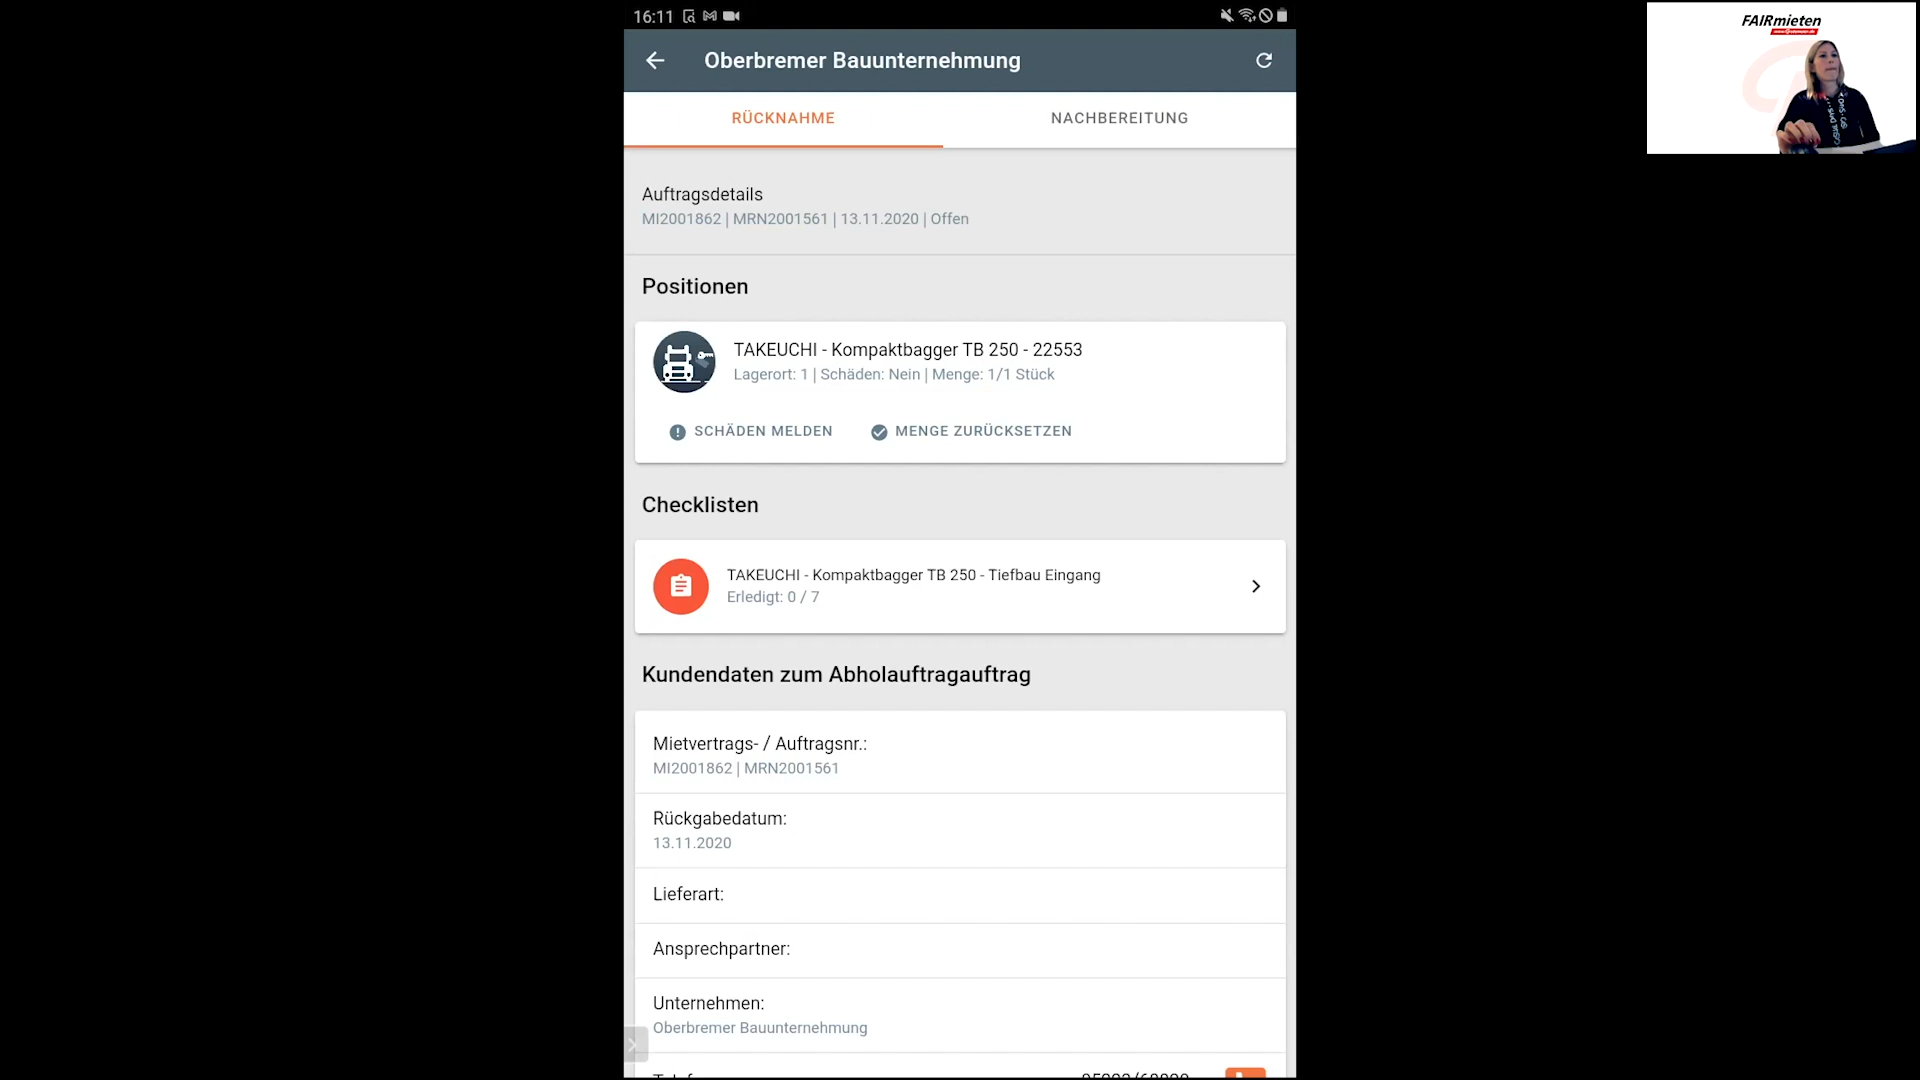 16:11
Oberbremer Bauunternehmung
RÜCKNAHME
NACHBEREITUNG
Auftragsdetails
MI2001862 | MRN2001561 | 13.11.2020 | Offen
Positionen
TAKEUCHI - Kompaktbagger TB 250 - 22553
Lagerort: 1 | Schäden: Nein | Menge: 1/1 Stück
SCHÄDEN MELDEN
MENGE ZURÜCKSETZEN
Checklisten
TAKEUCHI - Kompaktbagger TB 250 - Tiefbau Eingang
Erledigt: 0 / 7
Kundendaten zum Abholauftragauftrag
Mietvertrags- / Auftragsnr.:
MI2001862 | MRN2001561
Rückgabedatum:
13.11.2020
Lieferart:
Ansprechpartner:
Unternehmen:
Oberbremer Bauunternehmung
FAIRmieten